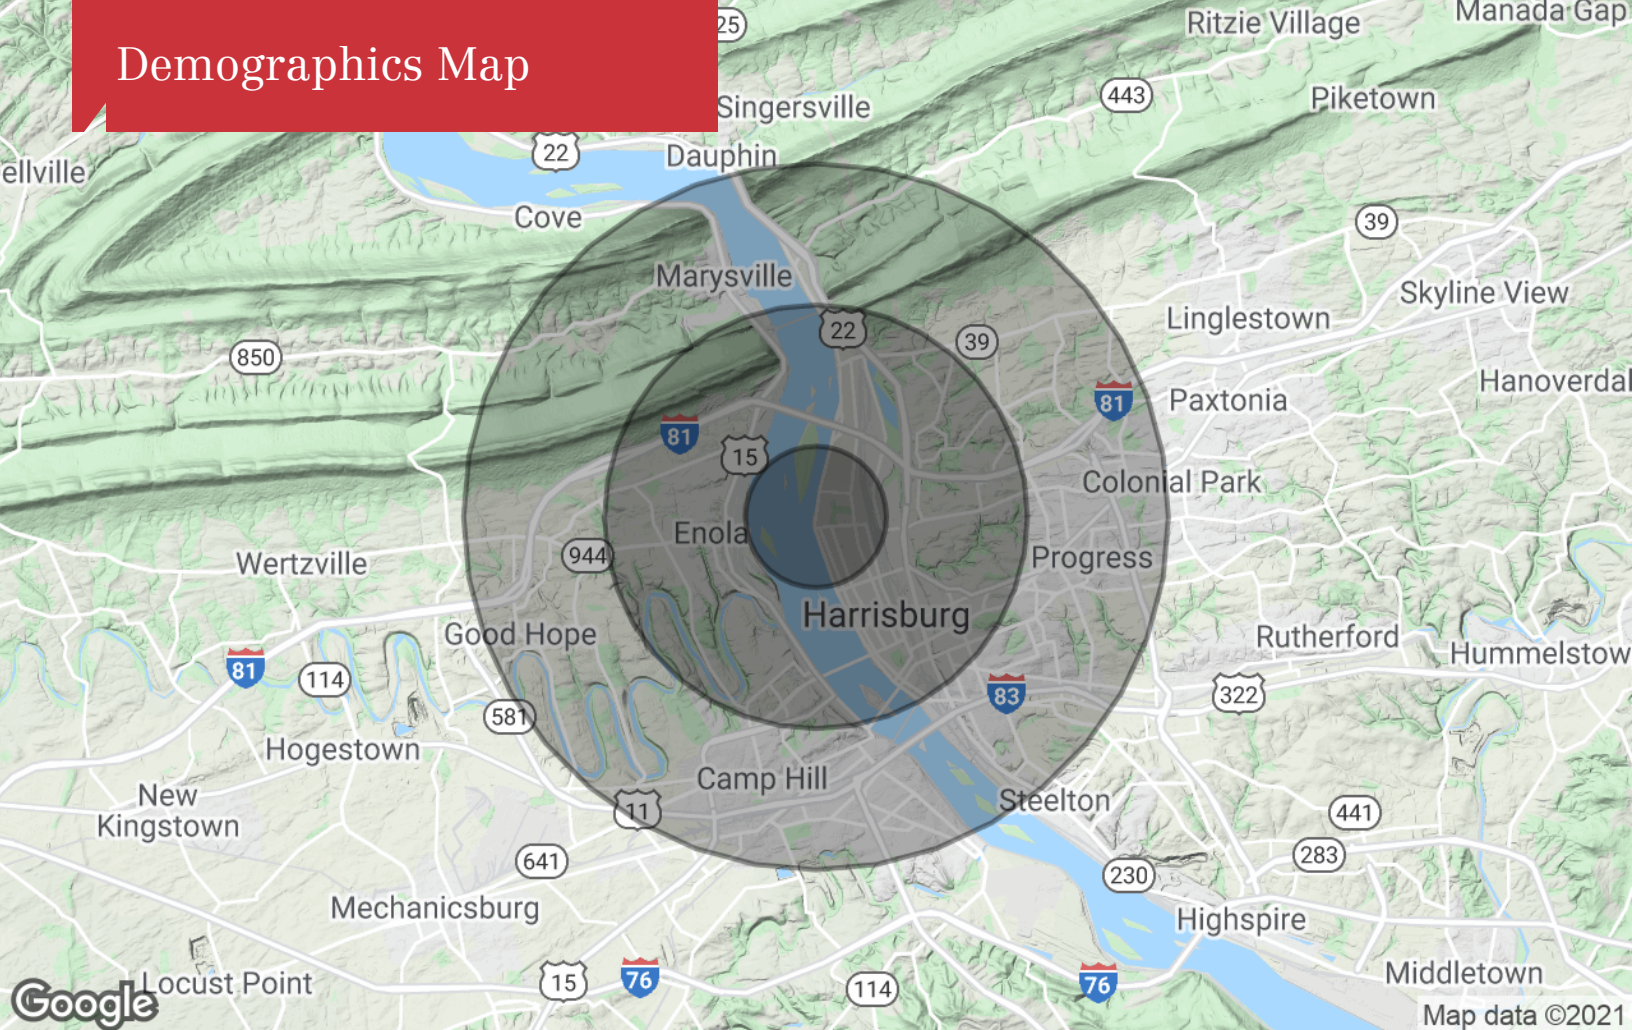 Demographics Map
25
Ritzie Village
Manada Gap
443
Piketown
Singersville
22
Dauphin
ellville
Cove
39
Marysville
Skyline View
Linglestown
22
39
850
Hanoverdal
81
Paxtonia
81
15
Colonial Park
Enola
944
Progress
Wertzville
Harrisburg
Good Hope
Rutherford
Hummelstow
81
114
83
322
581
Hogestown
Camp Hill
New
Kingstown
11
Steelton
441
641
283
230
Mechanicsburg
Highspire
Locust Point
15
76
114
76
Middletown
Google
Map data ©2021